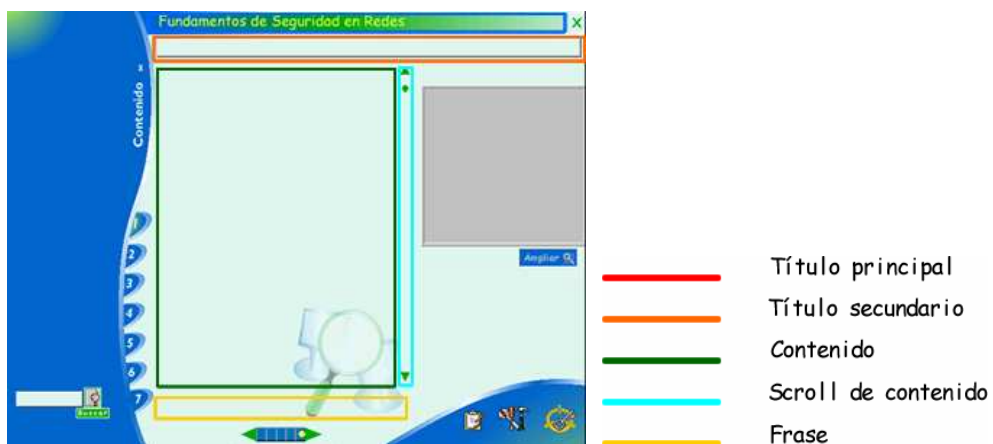 Fundamentos de Seguridad en Redes
x
Contenido
x
1
2
3
4
5
6
7
Ampliar
Buscar
Título principal
Título secundario
Contenido
Scroll de contenido
Frase